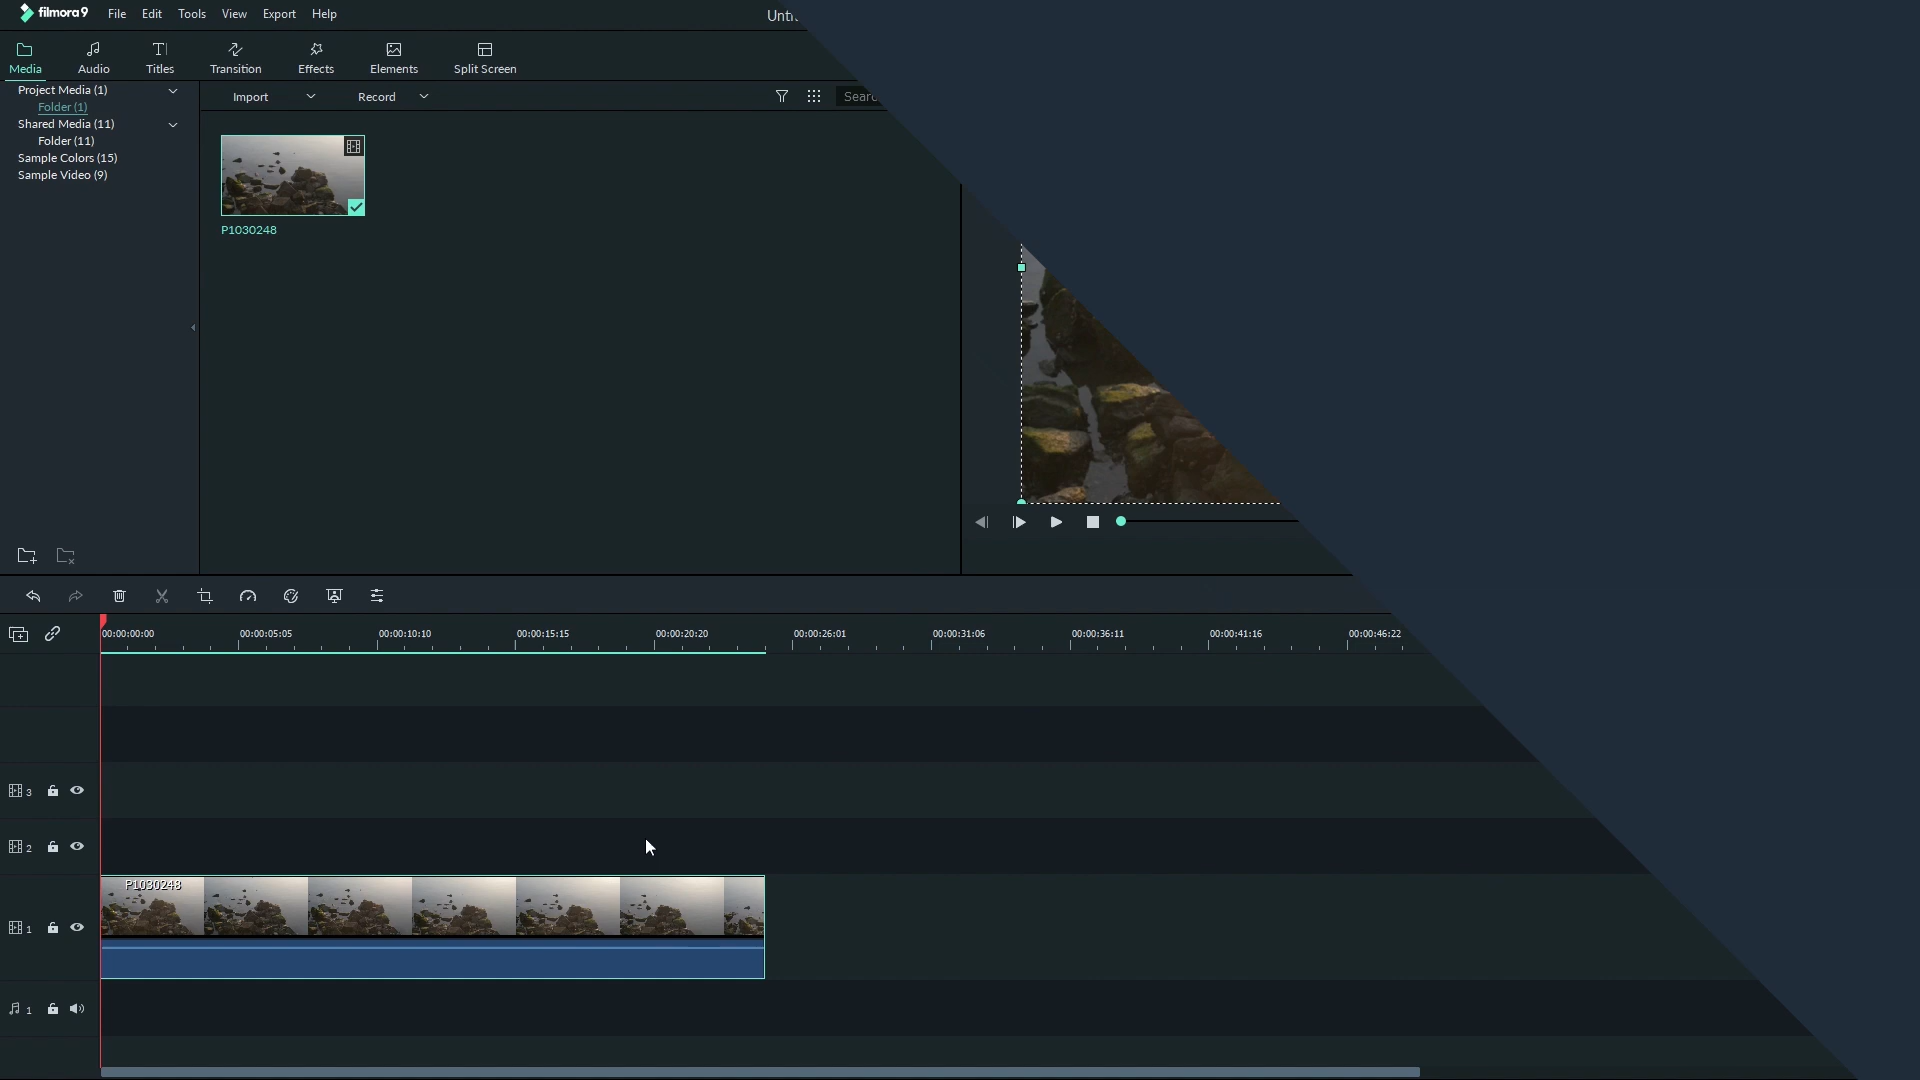 filmora9 File Edit Tools View Export Help
Media Audio Titles Transition Effects Elements Split Screen
Project Media (1)
Folder (1)
Shared Media (11)
Folder (11)
Sample Colors (15)
Sample Video (9)
Import Record
P1030248
00:00:00:00 00:00:05:05 00:00:10:10 00:00:15:15 00:00:20:20 00:00:26:01 00:00:31:06 00:00:36:11 00:00:41:16 00:00:46:22
3
2
P1030248
1
1